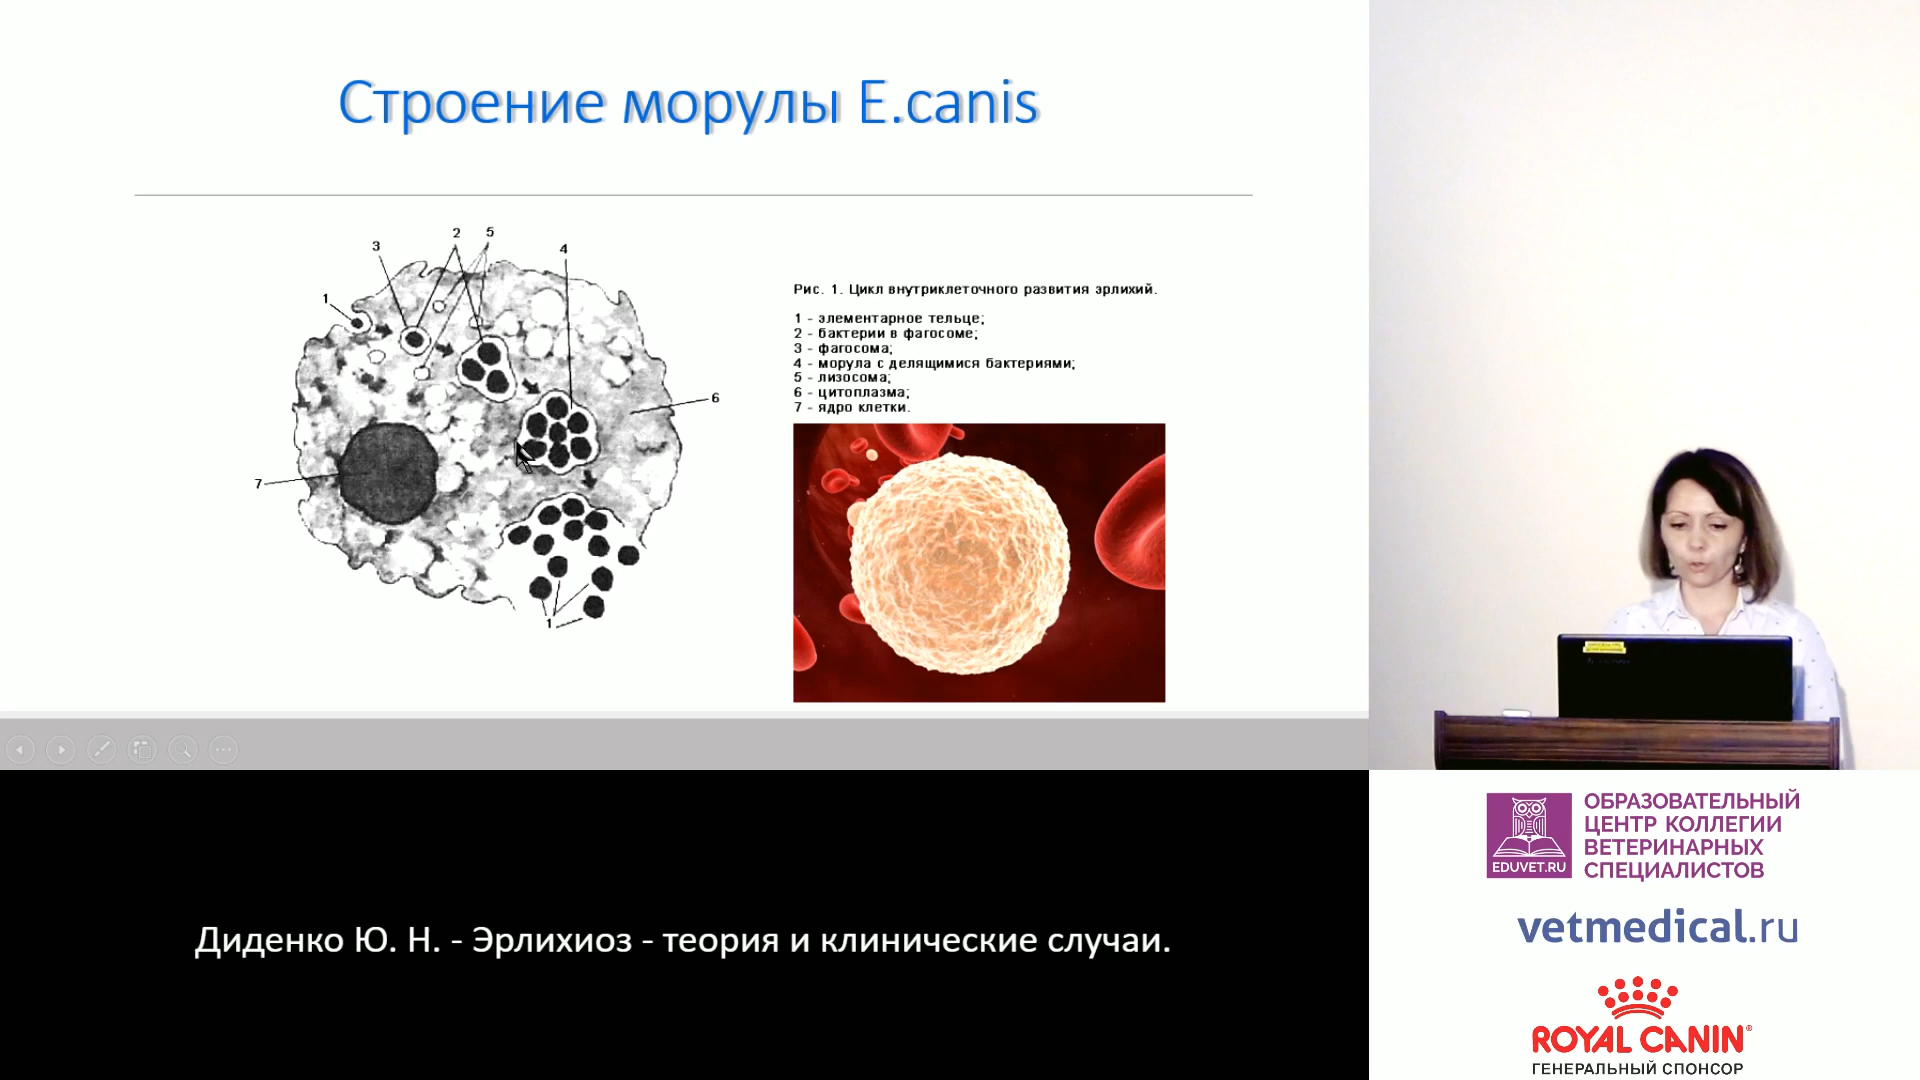 Строение морулы E.canis
3
2
5
4
1
6
7
1
Рис. 1. Цикл внутриклеточного развития эрлихий.
1 - элементарное тельце;
2 - бактерии в фагосоме;
3 - фагосома;
4 - морула с делящимися бактериями;
5 - лизосома;
6 - цитоплазма;
7 - ядро клетки.
Диденко Ю. Н. - Эрлихиоз - теория и клинические случаи.
EDUVET.RU
ОБРАЗОВАТЕЛЬНЫЙ
ЦЕНТР КОЛЛЕГИИ
ВЕТЕРИНАРНЫХ
СПЕЦИАЛИСТОВ
vetmedical.ru
ROYAL CANIN®
ГЕНЕРАЛЬНЫЙ СПОНСОР